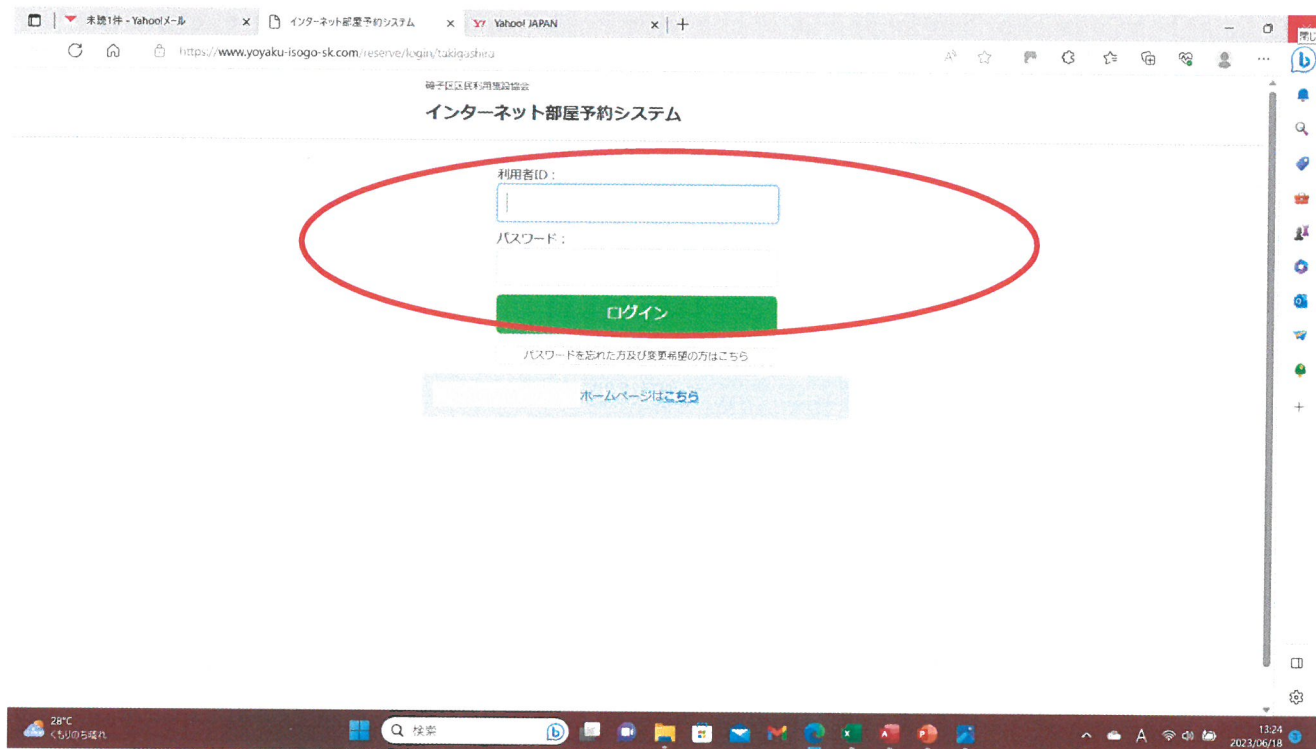 未読1件 - Yahoo!メール
インターネット部屋予約システム
Yahoo! JAPAN
閉じ
https://www.yoyaku-isogo-sk.com/reserve/login/takigashira
磯子区区民利用施設協会
インターネット部屋予約システム
利用者ID：
パスワード：
ログイン
パスワードを忘れた方及び変更希望の方はこちら
ホームページはこちら
28°C
くもりのち晴れ
検索
A
13:24
2023/06/18